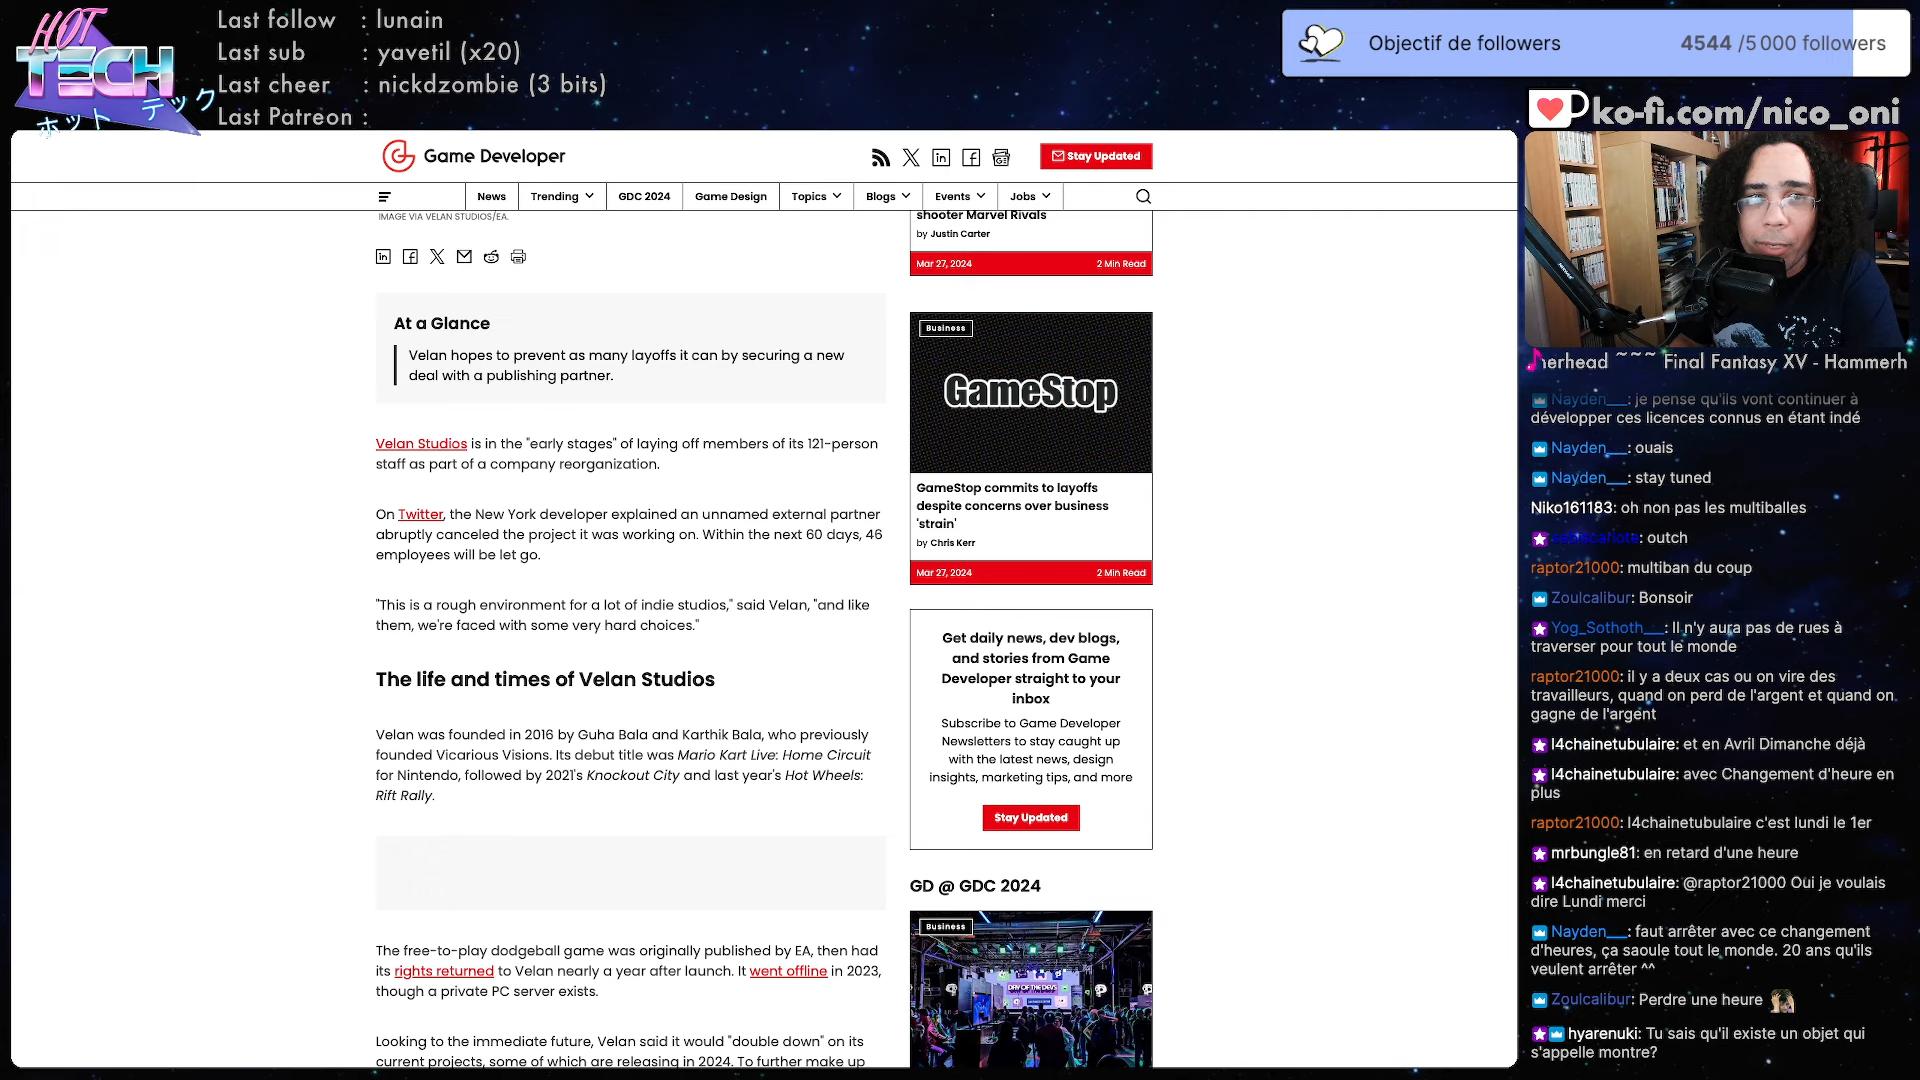 HOT
TECH
ホット テック
Last follow : lunain
Last sub : yavetil (x20)
Last cheer : nickdzombie (3 bits)
Last Patreon :
Objectif de followers
4544 /5 000 followers
ko-fi.com/nico_oni
Game Developer
Stay Updated
News
Trending
GDC 2024
Game Design
Topics
Blogs
Events
Jobs
IMAGE VIA VELAN STUDIOS/EA.
At a Glance
Velan hopes to prevent as many layoffs it can by securing a new
deal with a publishing partner.
Velan Studios is in the "early stages" of laying off members of its 121-person
staff as part of a company reorganization.
On Twitter, the New York developer explained an unnamed external partner
abruptly canceled the project it was working on. Within the next 60 days, 46
employees will be let go.
"This is a rough environment for a lot of indie studios," said Velan, "and like
them, we're faced with some very hard choices."
The life and times of Velan Studios
Velan was founded in 2016 by Guha Bala and Karthik Bala, who previously
founded Vicarious Visions. Its debut title was Mario Kart Live: Home Circuit
for Nintendo, followed by 2021's Knockout City and last year's Hot Wheels:
Rift Rally.
The free-to-play dodgeball game was originally published by EA, then had
its rights returned to Velan nearly a year after launch. It went offline in 2023,
though a private PC server exists.
Looking to the immediate future, Velan said it would "double down" on its
current projects, some of which are releasing in 2024. To further make up
shooter Marvel Rivals
by Justin Carter
Mar 27, 2024
2 Min Read
Business
GameStop
GameStop commits to layoffs
despite concerns over business
'strain'
by Chris Kerr
Mar 27, 2024
2 Min Read
Get daily news, dev blogs,
and stories from Game
Developer straight to your
inbox
Subscribe to Game Developer
Newsletters to stay caught up
with the latest news, design
insights, marketing tips, and more
Stay Updated
GD @ GDC 2024
Business
DAY OF THE DEVS
nerhead ~~~ Final Fantasy XV - Hammerh
Nayden__: je pense qu'ils vont continuer à
développer ces licences connus en étant indé
Nayden__: ouais
Nayden__: stay tuned
Niko161183: oh non pas les multiballes
: outch
raptor21000: multiban du coup
Zoulcalibur: Bonsoir
Yog_Sothoth__: Il n'y aura pas de rues à
traverser pour tout le monde
raptor21000: il y a deux cas ou on vire des
travailleurs, quand on perd de l'argent et quand on
gagne de l'argent
l4chainetubulaire: et en Avril Dimanche déjà
l4chainetubulaire: avec Changement d'heure en
plus
raptor21000: l4chainetubulaire c'est lundi le 1er
mrbungle81: en retard d'une heure
l4chainetubulaire: @raptor21000 Oui je voulais
dire Lundi merci
Nayden__: faut arrêter avec ce changement
d'heures, ça saoule tout le monde. 20 ans qu'ils
veulent arrêter ^^
Zoulcalibur: Perdre une heure
hyarenuki: Tu sais qu'il existe un objet qui
s'appelle montre?